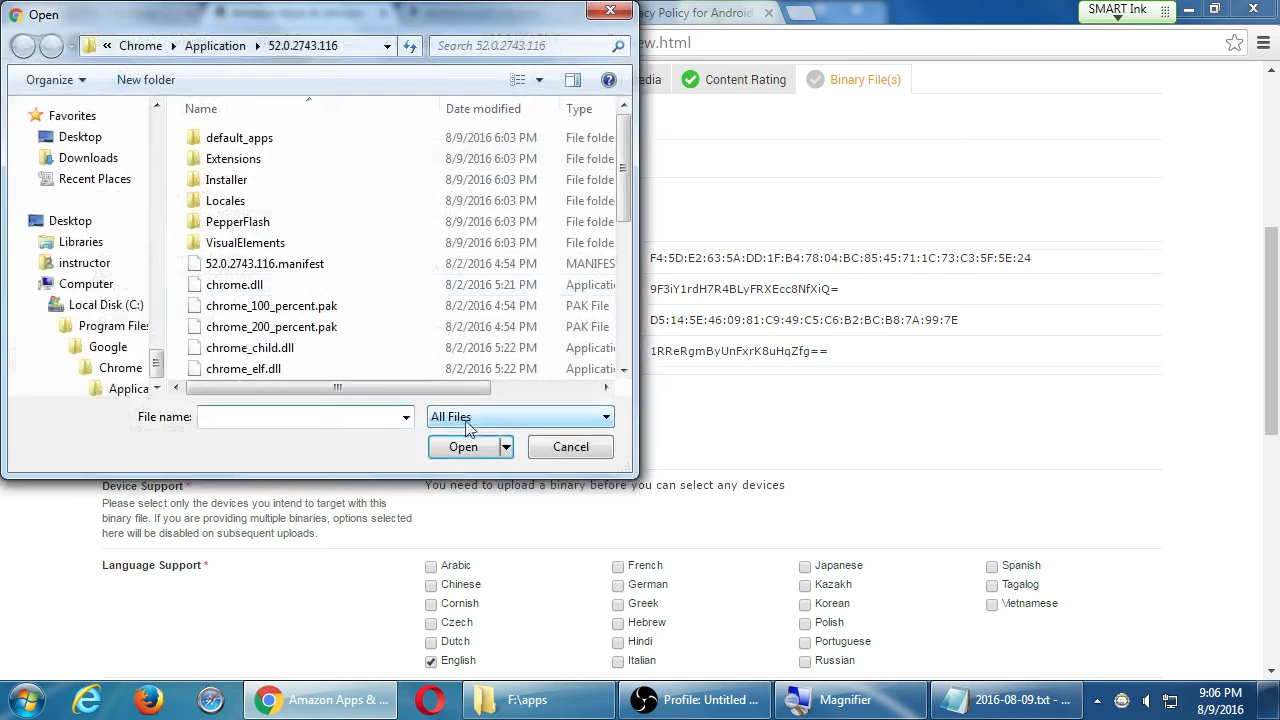 Open
acy Policy for Android
SMART Ink
Chrome
Application
52.0.2743.116
Search 52.0.2743.116
ew.html
Organize
New folder
edia
Content Rating
Binary File(s)
Name
Date modified
Type
Favorites
Desktop
Downloads
Recent Places
Desktop
Libraries
instructor
Computer
Local Disk (C:)
Program Files
Google
Chrome
Applica
default_apps 8/9/2016 6:03 PM File folde
Extensions 8/9/2016 6:03 PM File folde
Installer 8/9/2016 6:03 PM File folde
Locales 8/9/2016 6:03 PM File folde
PepperFlash 8/9/2016 6:03 PM File folde
VisualElements 8/9/2016 6:03 PM File folde
52.0.2743.116.manifest 8/2/2016 4:54 PM MANIFES
chrome.dll 8/2/2016 5:21 PM Applicatio
chrome_100_percent.pak 8/2/2016 4:54 PM PAK File
chrome_200_percent.pak 8/2/2016 4:54 PM PAK File
chrome_child.dll 8/2/2016 5:22 PM Applicatio
chrome_elf.dll 8/2/2016 5:22 PM Applicatio
F4:5D:E2:63:5A:DD:1F:B4:78:04:BC:85:45:71:1C:73:C3:5F:5E:24
9F3iY1rdH7R4BLyFRXEcc8NfXiQ=
D5:14:5E:46:09:81:C9:49:C5:C6:B2:BC:B8:7A:99:7E
1RReRgmByUnFxrK8uHqZfg==
File name:
All Files
Open
Cancel
Device Support *
You need to upload a binary before you can select any devices
Please select only the devices you intend to target with this
binary file. If you are providing multiple binaries, options selected
here will be disabled on subsequent uploads.
Language Support *
Arabic French Japanese Spanish
Chinese German Kazakh Tagalog
Cornish Greek Korean Vietnamese
Czech Hebrew Polish
Dutch Hindi Portuguese
English Italian Russian
Amazon Apps & ...
F:\apps
Profile: Untitled ...
Magnifier
2016-08-09.txt - ...
9:06 PM
8/9/2016